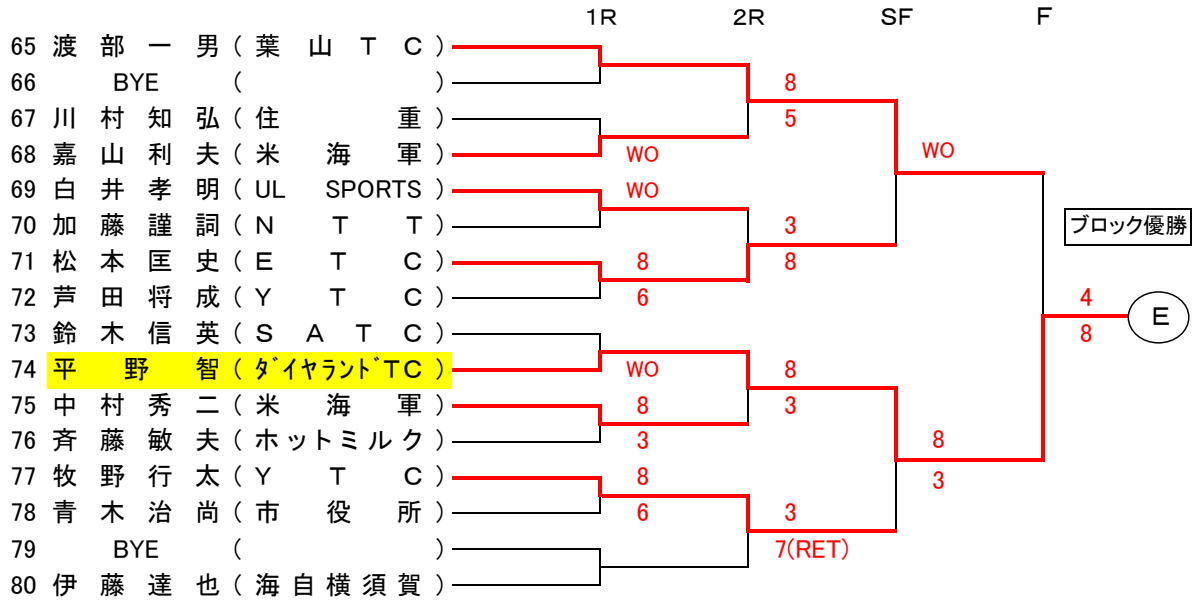 1R 2R SF F
65 渡部一男(葉山TC)
66 BYE ( )
8
67 川村知弘(住重)
5
68 嘉山利夫(米海軍)
WO WO
69 白井孝明(UL SPORTS)
WO
70 加藤謹詞(NTT)
3
ブロック優勝
71 松本匡史(ETC)
8 8
72 芦田将成(YTC)
6 4
E
73 鈴木信英(SATC)
8
74 平野智(ダイヤランドTC)
WO 8
75 中村秀二(米海軍)
8 3
76 斉藤敏夫(ホットミルク)
3 8
77 牧野行太(YTC)
8 3
78 青木治尚(市役所)
6 3
79 BYE ( )
7(RET)
80 伊藤達也(海自横須賀)